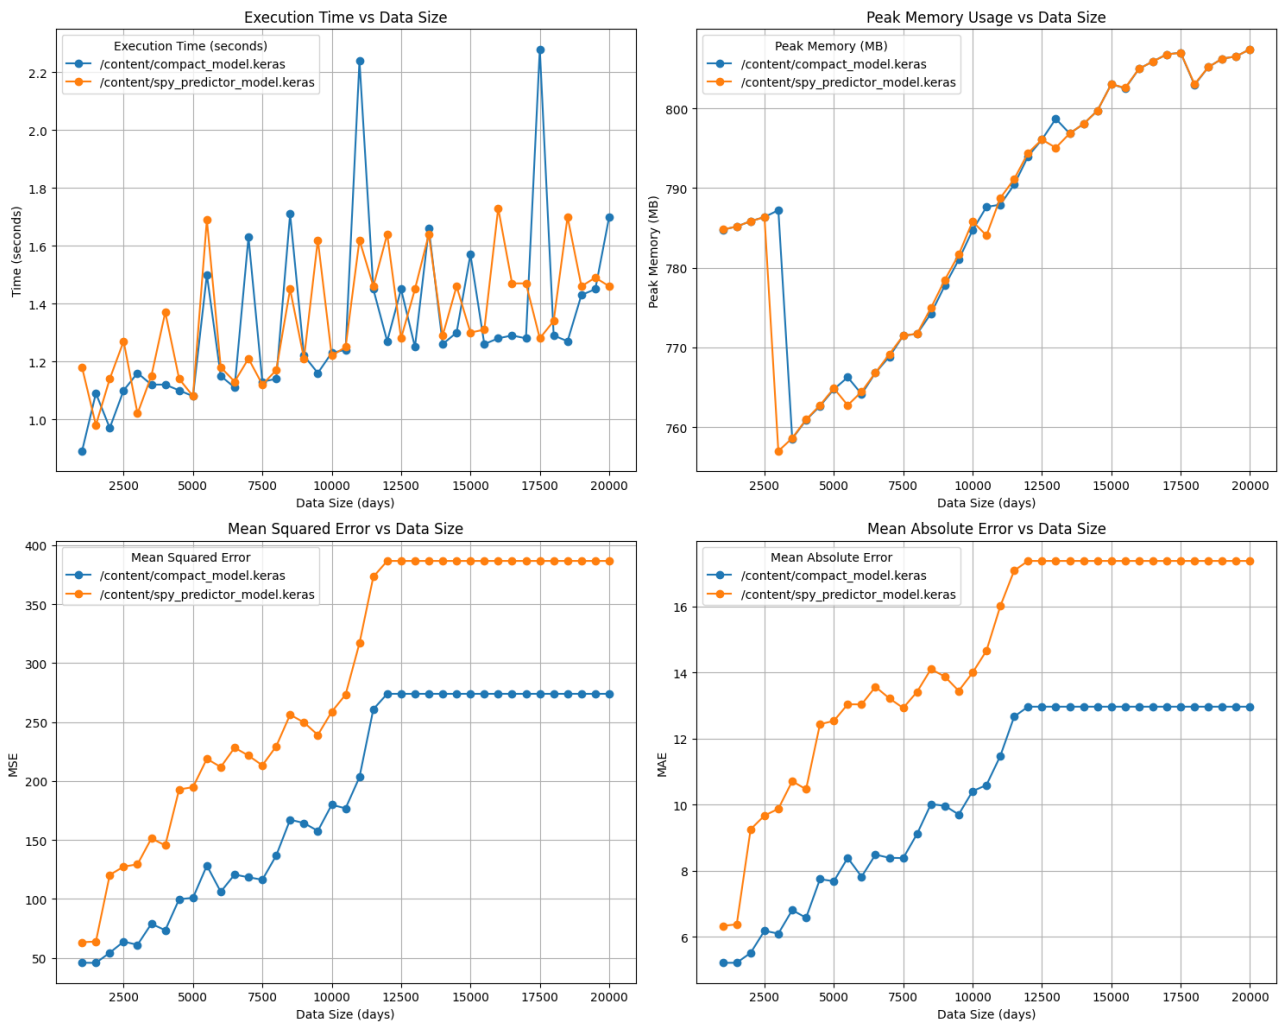 Execution Time vs Data Size
Execution Time (seconds)
/content/compact_model.keras
/content/spy_predictor_model.keras
2.2
2.0
1.8
1.6
1.4
1.2
1.0
Time (seconds)
2500 5000 7500 10000 12500 15000 17500 20000
Data Size (days)
Peak Memory Usage vs Data Size
Peak Memory (MB)
/content/compact_model.keras
/content/spy_predictor_model.keras
800
790
780
770
760
Peak Memory (MB)
2500 5000 7500 10000 12500 15000 17500 20000
Data Size (days)
Mean Squared Error vs Data Size
Mean Squared Error
/content/compact_model.keras
/content/spy_predictor_model.keras
400
350
300
250
200
150
100
50
MSE
2500 5000 7500 10000 12500 15000 17500 20000
Data Size (days)
Mean Absolute Error vs Data Size
Mean Absolute Error
/content/compact_model.keras
/content/spy_predictor_model.keras
16
14
12
10
8
6
MAE
2500 5000 7500 10000 12500 15000 17500 20000
Data Size (days)